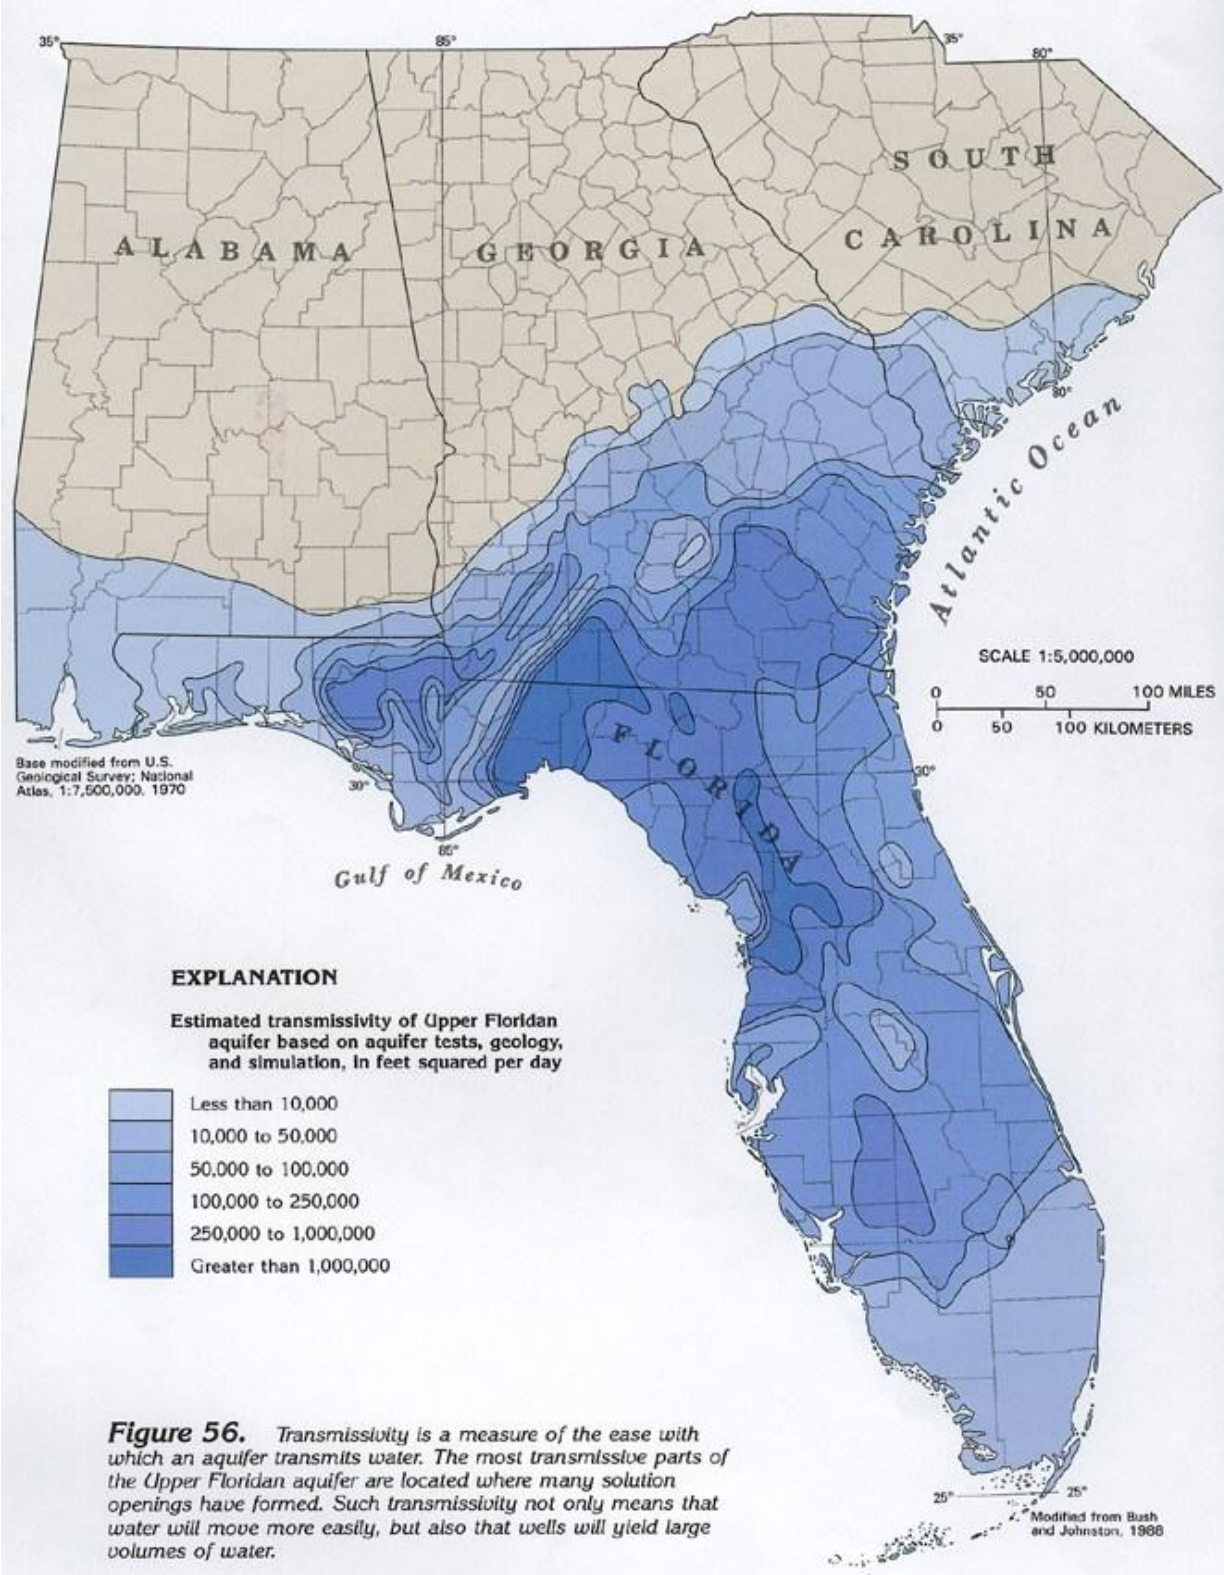 35°
85°
35°
80°
SOUTH
CAROLINA
ALABAMA
GEORGIA
80°
Atlantic Ocean
SCALE 1:5,000,000
0 50 100 MILES
0 50 100 KILOMETERS
FLORIDA
Base modified from U.S.
Geological Survey; National
Atlas, 1:7,500,000. 1970
30°
30°
85°
Gulf of Mexico
EXPLANATION
Estimated transmissivity of Upper Floridan
aquifer based on aquifer tests, geology,
and simulation, in feet squared per day
Less than 10,000
10,000 to 50,000
50,000 to 100,000
100,000 to 250,000
250,000 to 1,000,000
Greater than 1,000,000
Figure 56. Transmissivity is a measure of the ease with
which an aquifer transmits water. The most transmissive parts of
the Upper Floridan aquifer are located where many solution
openings have formed. Such transmissivity not only means that
water will move more easily, but also that wells will yield large
volumes of water.
25°
25°
Modified from Bush
and Johnston, 1988